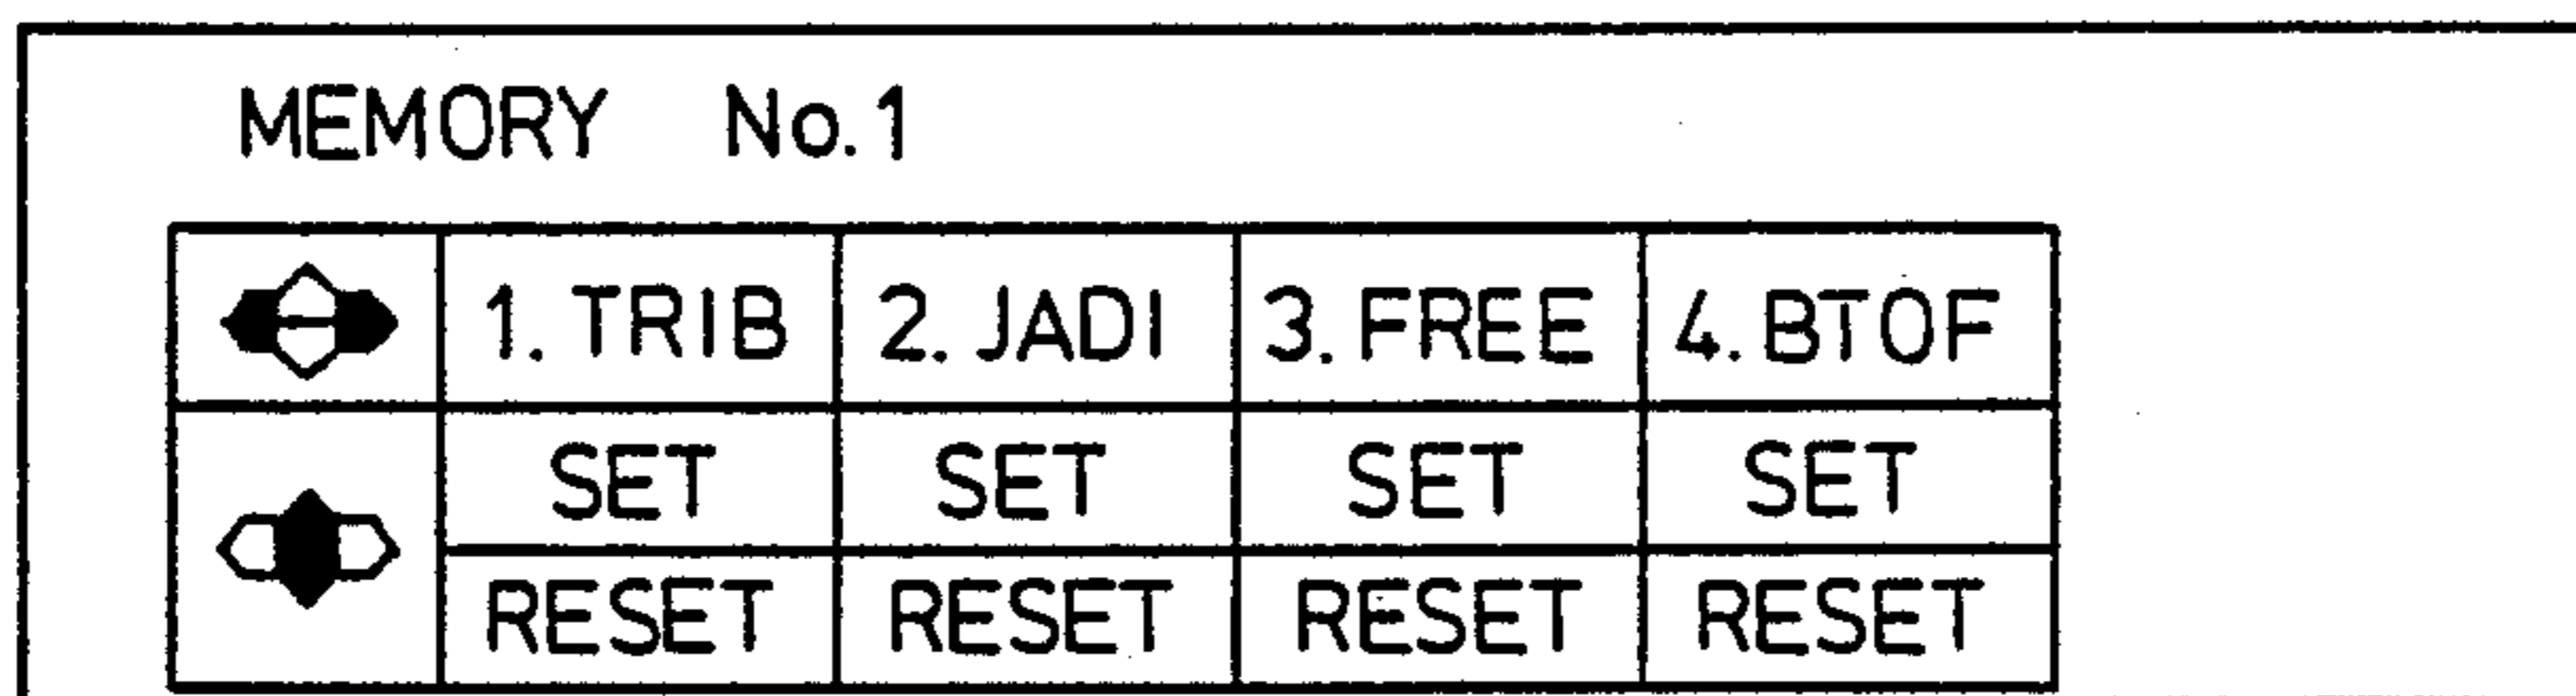 MEMORY No.1
1. TRIB 2. JADI 3. FREE 4. BTOF
SET SET SET SET
RESET RESET RESET RESET